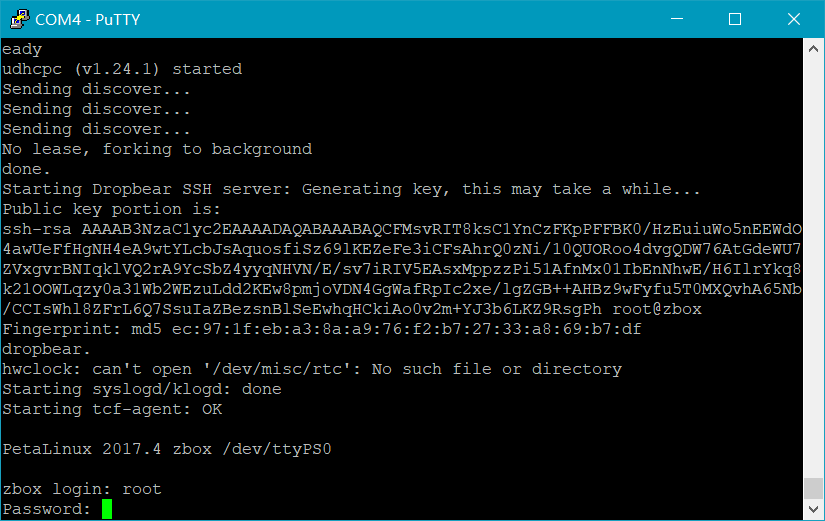 COM4 - PuTTY
eady
udhcpc (v1.24.1) started
Sending discover...
Sending discover...
Sending discover...
No lease, forking to background
done.
Starting Dropbear SSH server: Generating key, this may take a while...
Public key portion is:
ssh-rsa AAAAB3NzaC1yc2EAAAADAQABAAABAQCFMsvRIT8ksC1YnCzFKpPFFBK0/HzEuiuWo5nEEWdO
4awUeFfHgNH4eA9wtYLcbJsAquosfiSz69lKEZeFe3iCFsAhrQ0zNi/10QUORoo4dvgQDW76AtGdeWU7
ZVxgvrBNIqklVQ2rA9YcSbZ4yyqNHVN/E/sv7iRIV5EAsxMppzzPi51AfnMx01IbEnNhwE/H6IlrYkq8
k21OOWLqzy0a31Wb2WEzuLdd2KEw8pmjoVDN4GgWafRpIc2xe/lgZGB++AHBz9wFyfu5T0MXQvhA65Nb
/CCIsWhl8ZFrL6Q7SsuIaZBezsnBlSeEwhqHCkiAo0v2m+YJ3b6LKZ9RsgPh root@zbox
Fingerprint: md5 ec:97:1f:eb:a3:8a:a9:76:f2:b7:27:33:a8:69:b7:df
dropbear.
hwclock: can't open '/dev/misc/rtc': No such file or directory
Starting syslogd/klogd: done
Starting tcf-agent: OK
PetaLinux 2017.4 zbox /dev/ttyPS0
zbox login: root
Password: